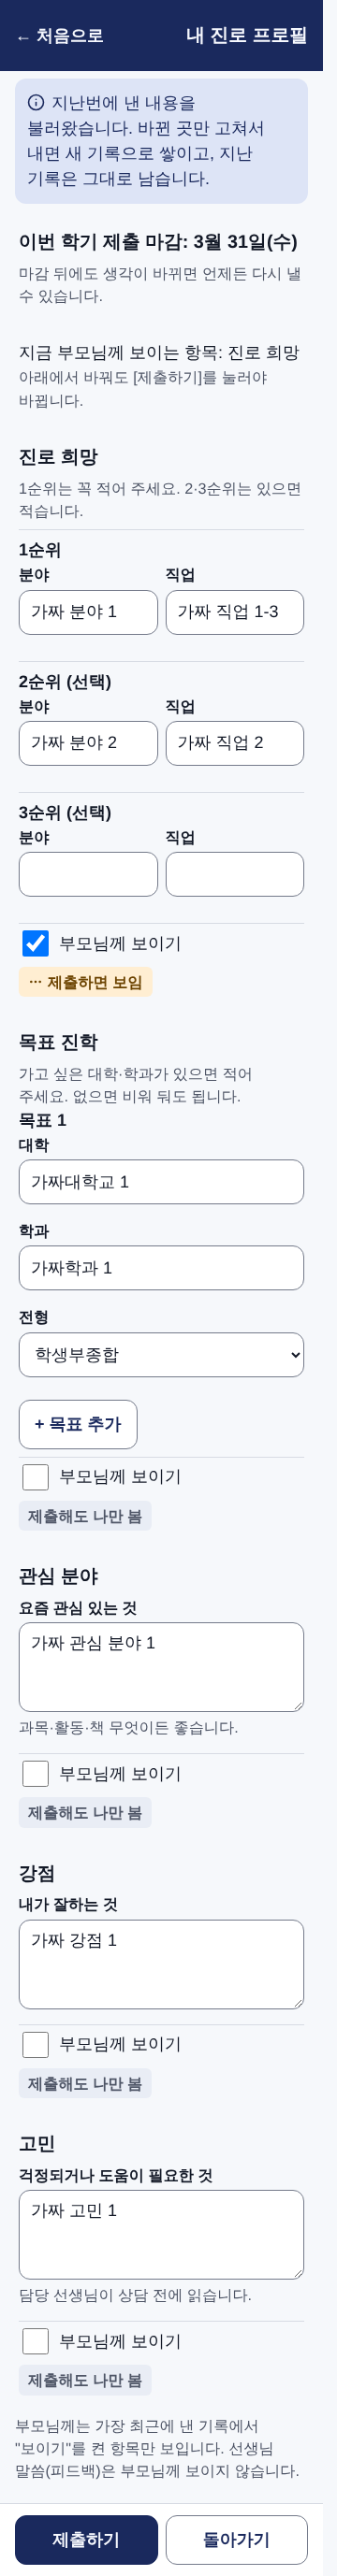 ← 처음으로 내 진로 프로필
ⓘ 지난번에 낸 내용을
불러왔습니다. 바뀐 곳만 고쳐서
내면 새 기록으로 쌓이고, 지난
기록은 그대로 남습니다.
이번 학기 제출 마감: 3월 31일(수)
마감 뒤에도 생각이 바뀌면 언제든 다시 낼
수 있습니다.
지금 부모님께 보이는 항목: 진로 희망
아래에서 바꿔도 [제출하기]를 눌러야
바뀝니다.
진로 희망
1순위는 꼭 적어 주세요. 2·3순위는 있으면
적습니다.
1순위
분야 직업
가짜 분야 1 가짜 직업 1-3
2순위 (선택)
분야 직업
가짜 분야 2 가짜 직업 2
3순위 (선택)
분야 직업
부모님께 보이기
··· 제출하면 보임
목표 진학
가고 싶은 대학·학과가 있으면 적어
주세요. 없으면 비워 둬도 됩니다.
목표 1
대학
가짜대학교 1
학과
가짜학과 1
전형
학생부종합
+ 목표 추가
부모님께 보이기
제출해도 나만 봄
관심 분야
요즘 관심 있는 것
가짜 관심 분야 1
과목·활동·책 무엇이든 좋습니다.
부모님께 보이기
제출해도 나만 봄
강점
내가 잘하는 것
가짜 강점 1
부모님께 보이기
제출해도 나만 봄
고민
걱정되거나 도움이 필요한 것
가짜 고민 1
담당 선생님이 상담 전에 읽습니다.
부모님께 보이기
제출해도 나만 봄
부모님께는 가장 최근에 낸 기록에서
"보이기"를 켠 항목만 보입니다. 선생님
말씀(피드백)은 부모님께 보이지 않습니다.
제출하기 돌아가기